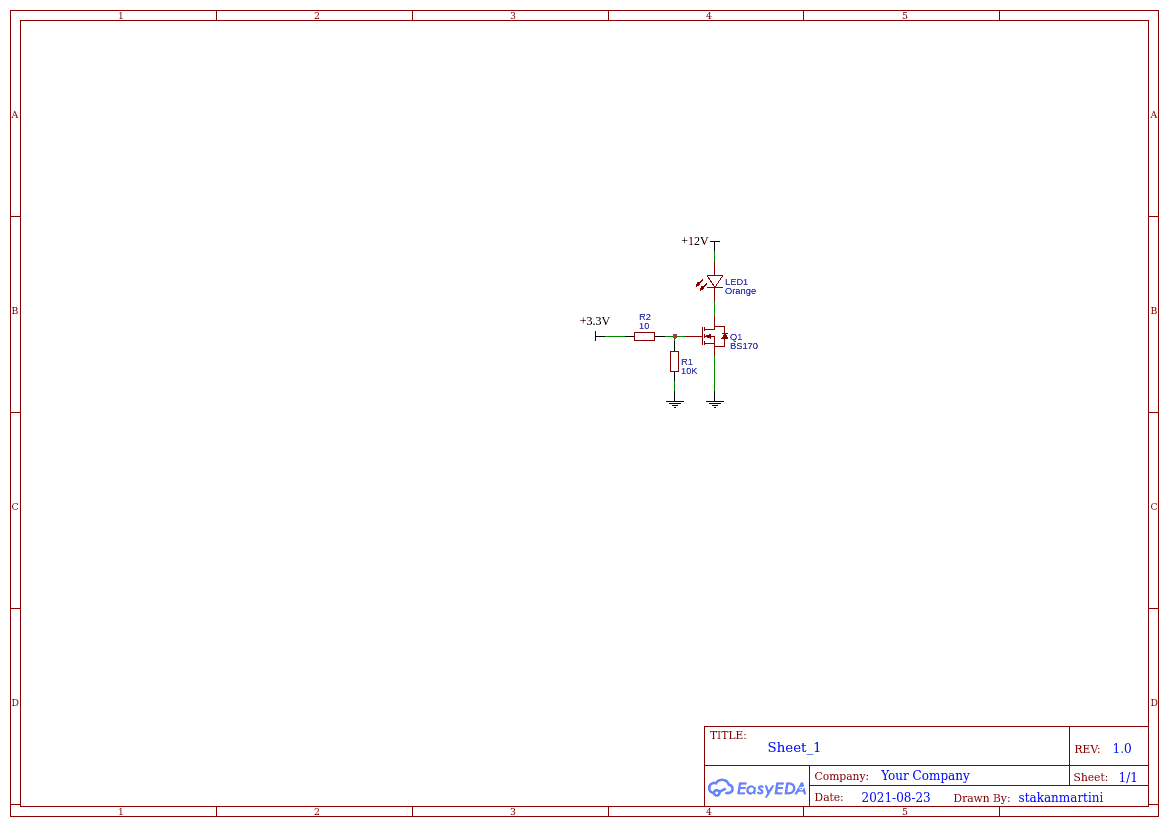 1 2 3 4 5
A A
+12V
LED1
Orange
B B
+3.3V
R2
10
Q1
BS170
R1
10K
C C
D D
TITLE:
Sheet_1
REV: 1.0
EasyEDA
Company: Your Company
Sheet: 1/1
Date: 2021-08-23 Drawn By: stakanmartini
1 2 3 4 5